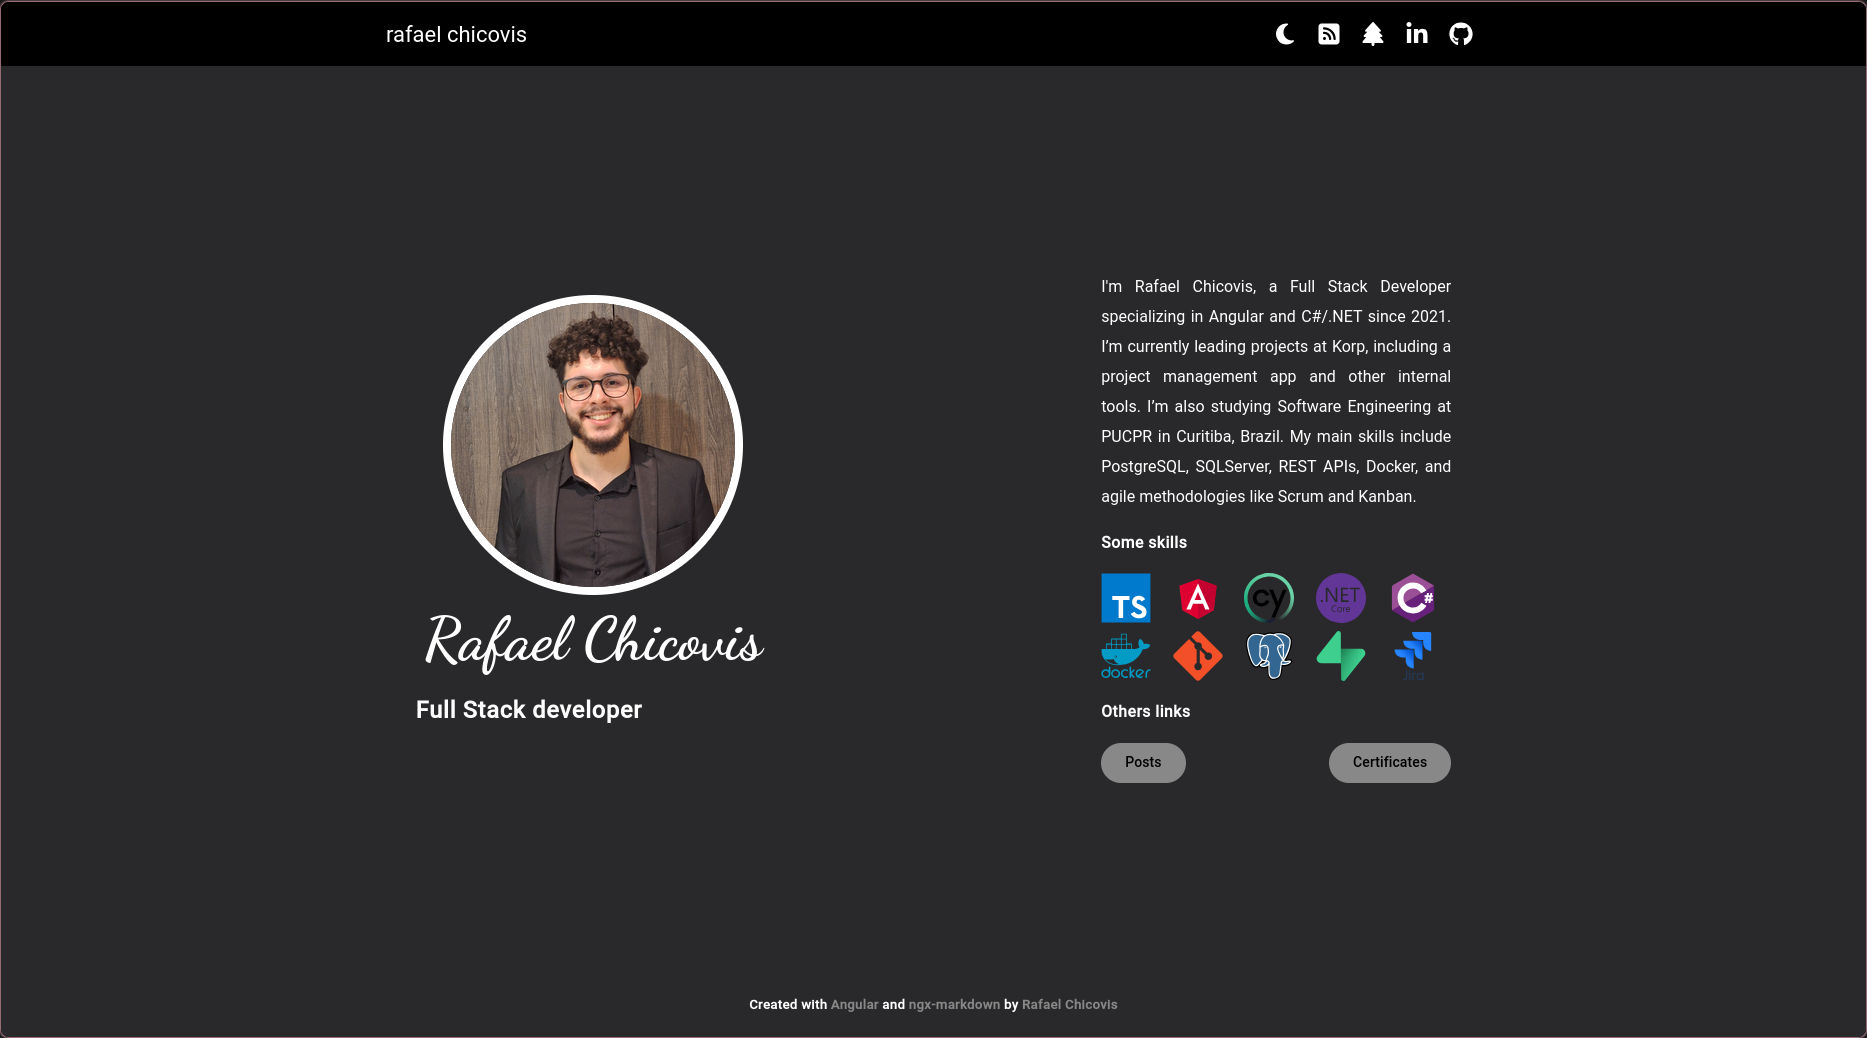 rafael chicovis
Rafael Chicovis
Full Stack developer
I'm Rafael Chicovis, a Full Stack Developer
specializing in Angular and C#/.NET since 2021.
I’m currently leading projects at Korp, including a
project management app and other internal
tools. I’m also studying Software Engineering at
PUCPR in Curitiba, Brazil. My main skills include
PostgreSQL, SQLServer, REST APIs, Docker, and
agile methodologies like Scrum and Kanban.
Some skills
TS
A
cy
.NET
Core
C#
docker
Jira
Others links
Posts
Certificates
Created with Angular and ngx-markdown by Rafael Chicovis